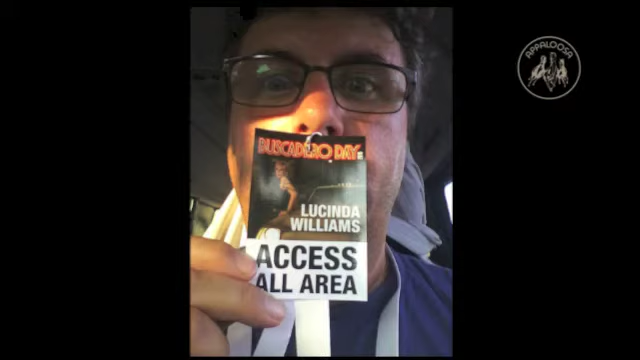 APPALOOSA
BUSCADERO DAY
LUCINDA
WILLIAMS
ACCESS
ALL AREA